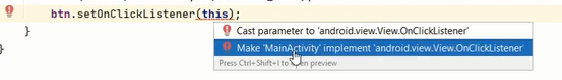 btn.setOnClickListener(this);
}
Cast parameter to 'android.view.View.OnClickListener'
Make 'MainActivity' implement 'android.view.View.OnClickListener'
}
Press Ctrl+Shift+I to open preview